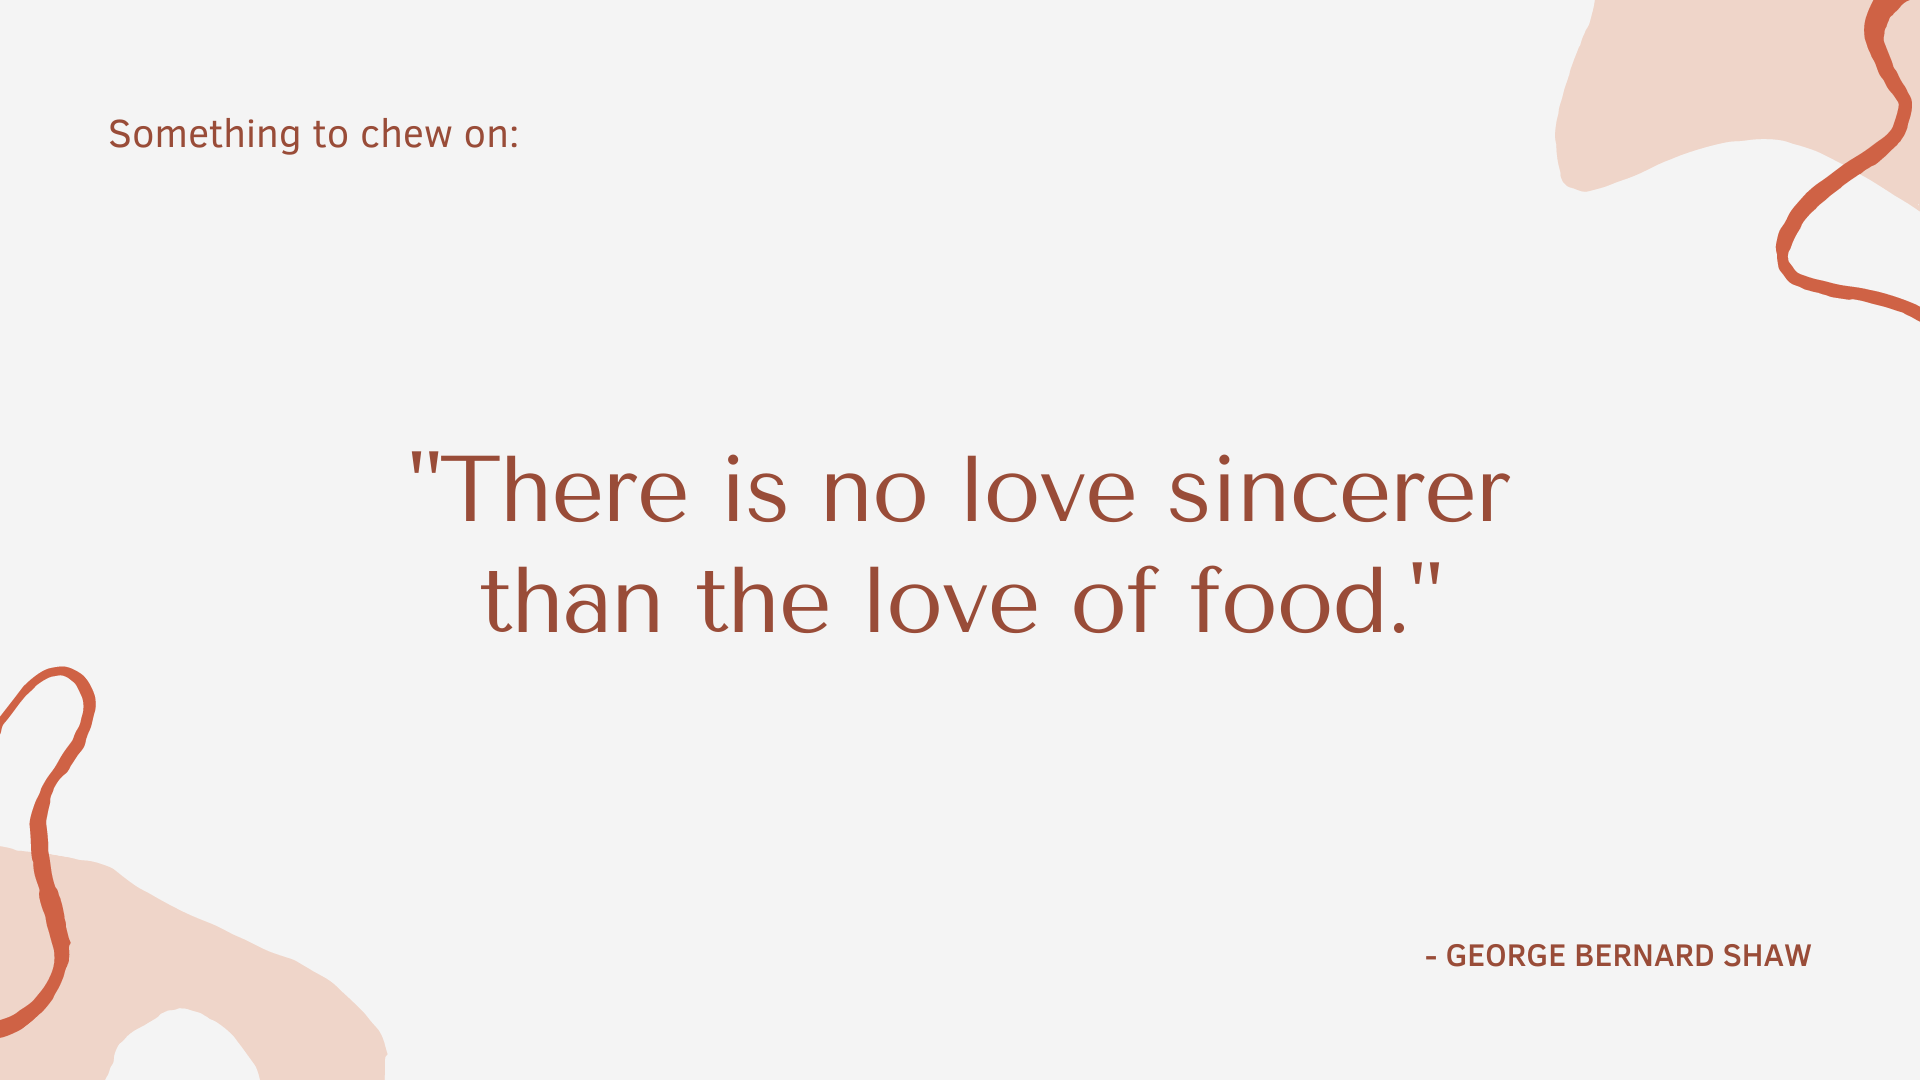 Something to chew on:
"There is no love sincerer
than the love of food."
- GEORGE BERNARD SHAW